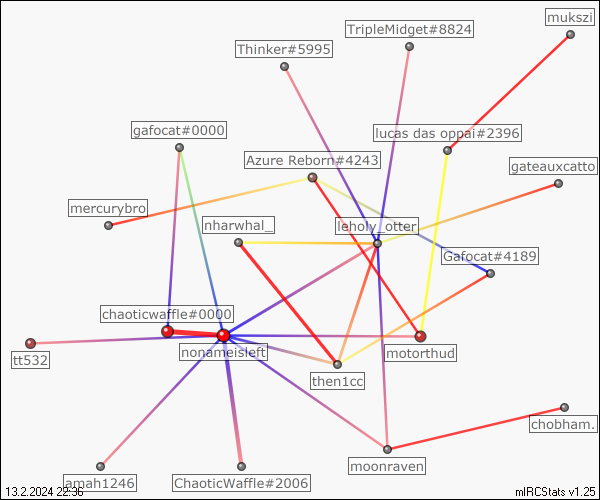 mukszi
TripleMidget#8824
Thinker#5995
gafocat#0000
lucas das oppai#2396
Azure Reborn#4243
gateauxcatto
mercurybro
nharwhal_
leholy_otter
Gafocat#4189
chaoticwaffle#0000
nonameisleft
motorthud
tt532
then1cc
chobham.
moonraven
amah1246
ChaoticWaffle#2006
13.2.2024 22:36
mIRCStats v1.25